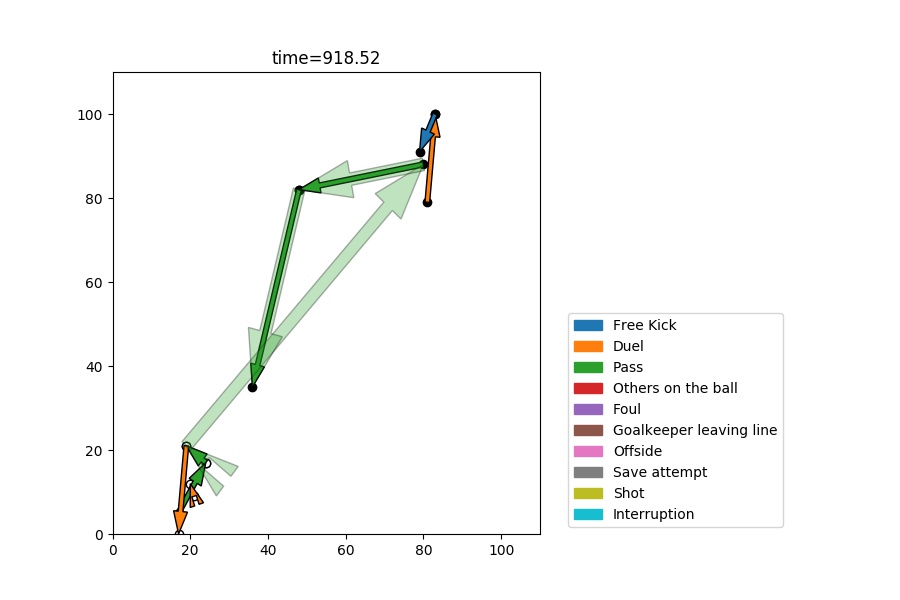 time=918.52
100
80
60
40
20
0
0
20
40
60
80
100
Free Kick
Duel
Pass
Others on the ball
Foul
Goalkeeper leaving line
Offside
Save attempt
Shot
Interruption